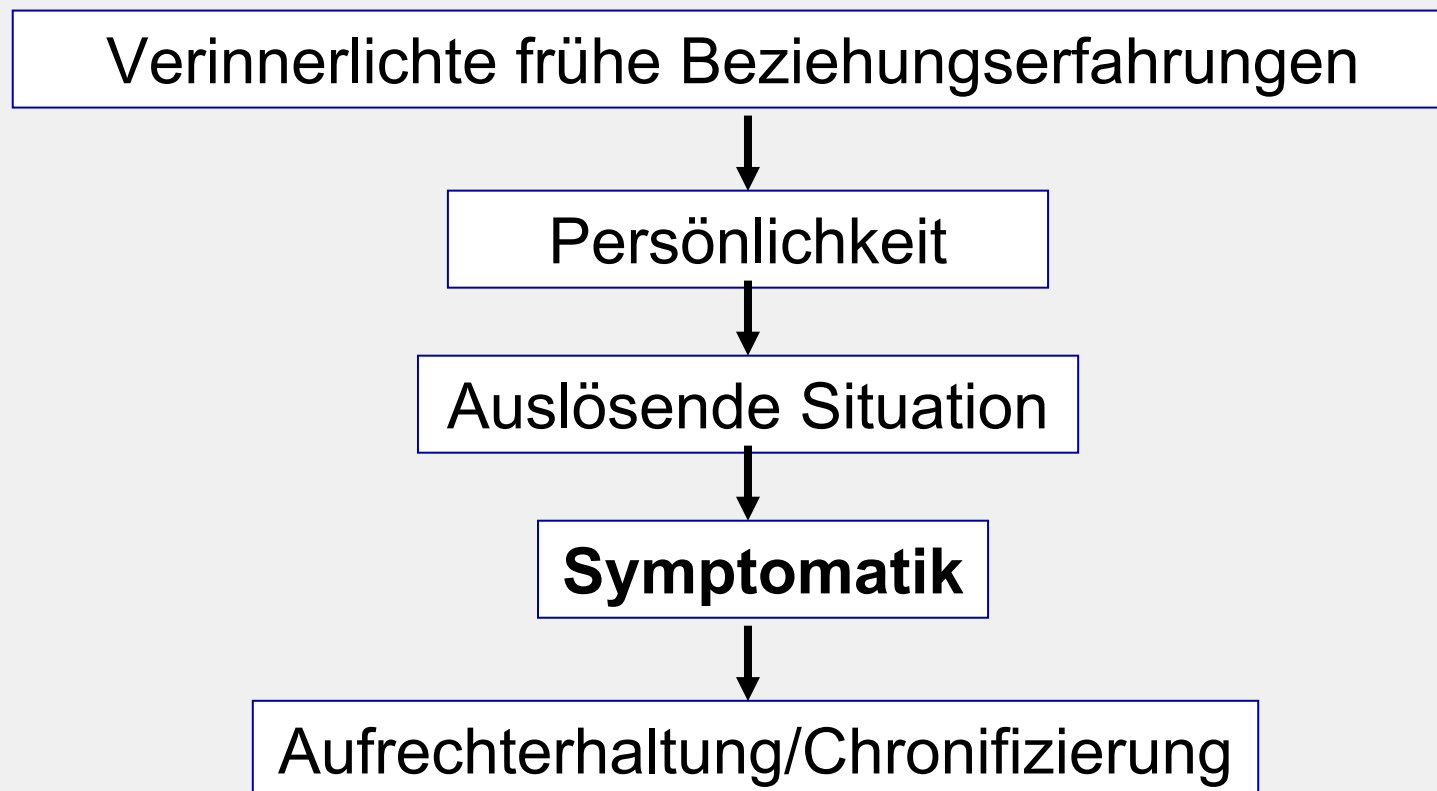 Verinnerlichte frühe Beziehungserfahrungen
Persönlichkeit
Auslösende Situation
Symptomatik
Aufrechterhaltung/Chronifizierung